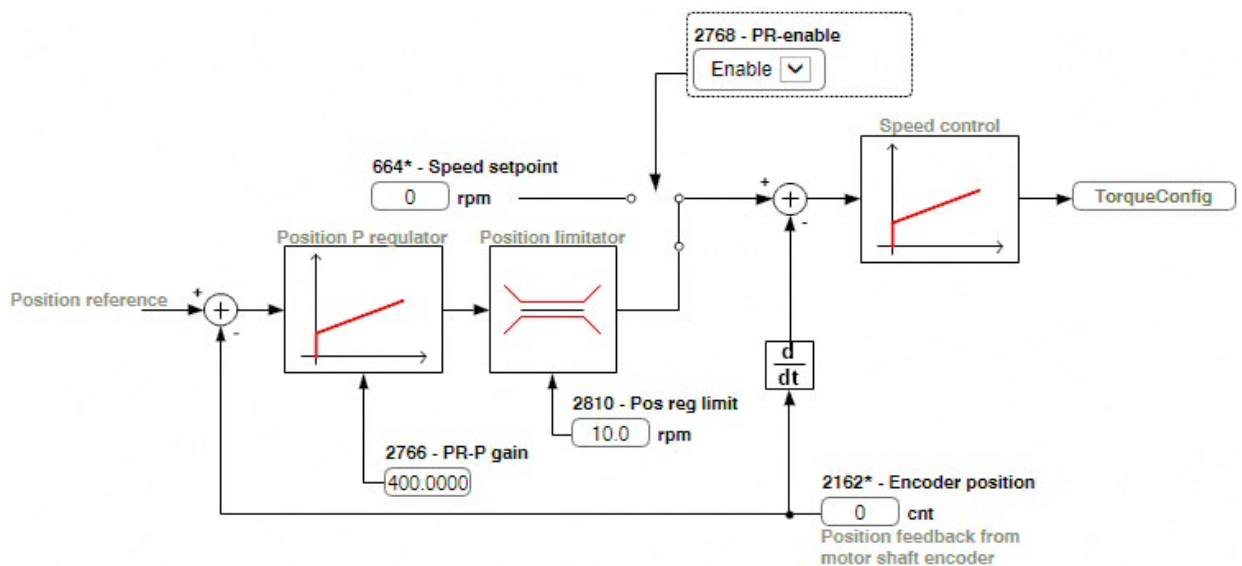 2768 - PR-enable
Enable
Speed control
664* - Speed setpoint
0 rpm
TorqueConfig
Position P regulator
Position limitator
Position reference
+
-
+
+
-
+
d
dt
2810 - Pos reg limit
10.0 rpm
2766 - PR-P gain
400.0000
2162* - Encoder position
0 cnt
Position feedback from
motor shaft encoder